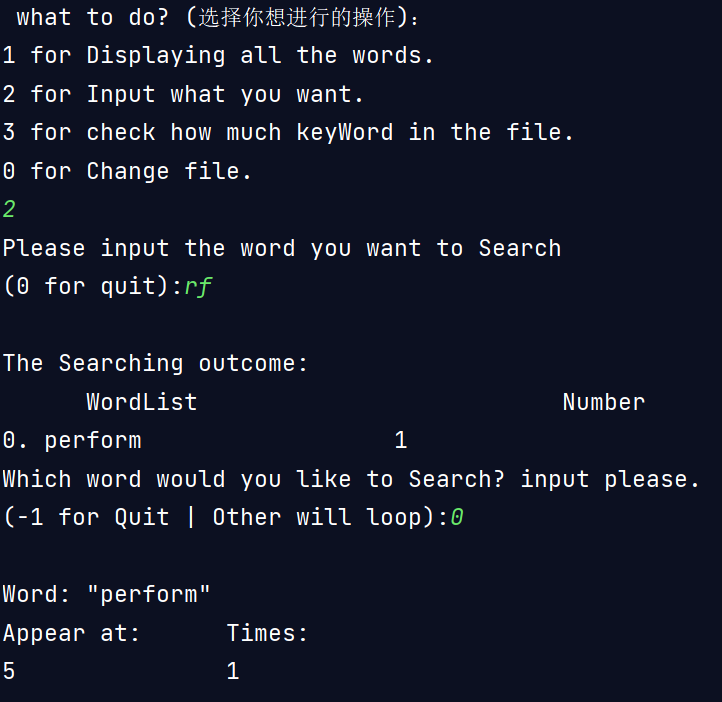 what to do? (选择你想进行的操作):
1 for Displaying all the words.
2 for Input what you want.
3 for check how much keyWord in the file.
0 for Change file.
2
Please input the word you want to Search
(0 for quit):rf
The Searching outcome:
WordList Number
0. perform 1
Which word would you like to Search? input please.
(-1 for Quit | Other will loop):0
Word: "perform"
Appear at: Times:
5 1